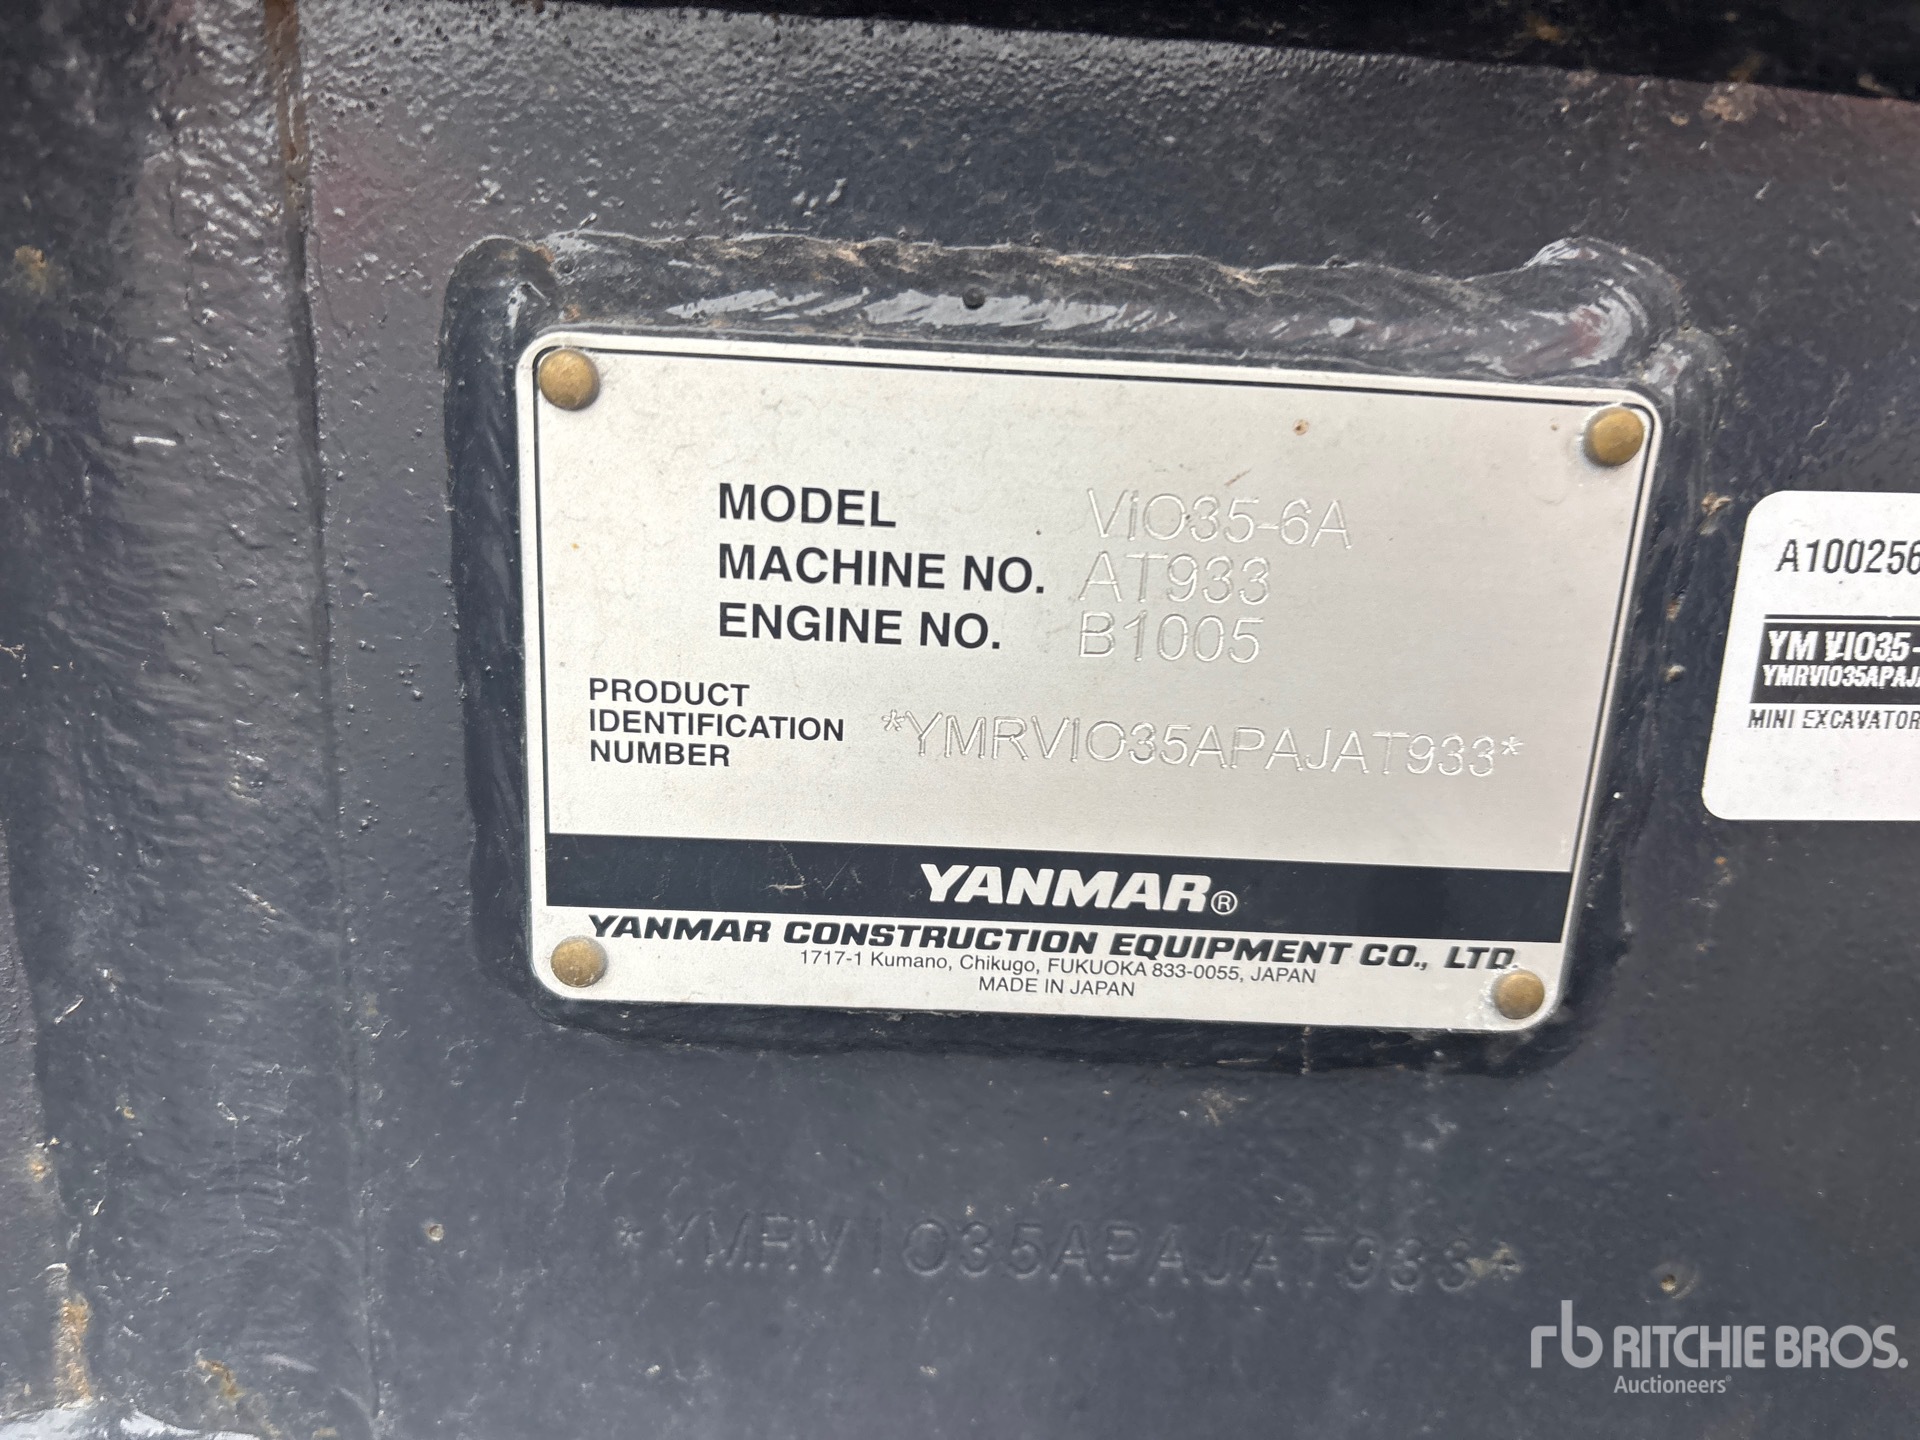 MODEL ViO35-6A
MACHINE NO. AT933
ENGINE NO. B1005
PRODUCT
IDENTIFICATION
NUMBER
*YMRVIO35APAJAT933*
YANMAR®
YANMAR CONSTRUCTION EQUIPMENT CO., LTD.
1717-1 Kumano, Chikugo, FUKUOKA 833-0055, JAPAN
MADE IN JAPAN
A100256
YM VIO35-
YMRVIO35APAJA
MINI EXCAVATOR
*YMRVIO35APAJAT933*
rb RITCHIE BROS.
Auctioneers